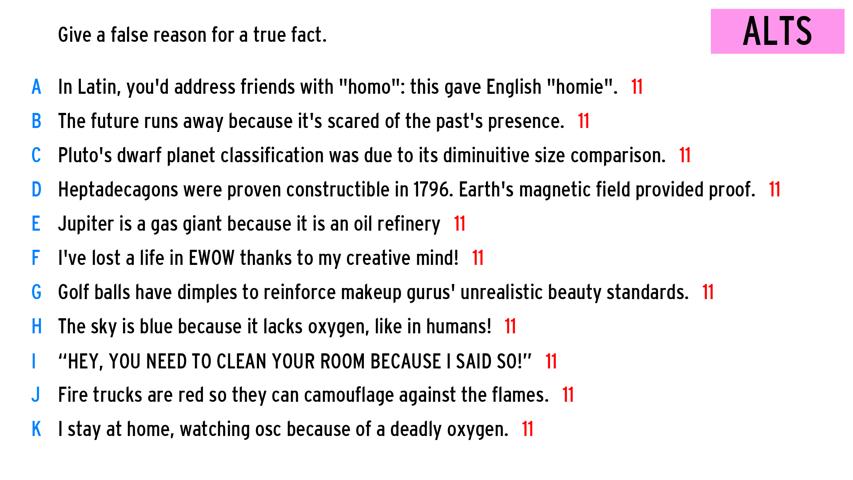 Give a false reason for a true fact.
ALTS
A In Latin, you'd address friends with "homo": this gave English "homie". 11
B The future runs away because it's scared of the past's presence. 11
C Pluto's dwarf planet classification was due to its diminuitive size comparison. 11
D Heptadecagons were proven constructible in 1796. Earth's magnetic field provided proof. 11
E Jupiter is a gas giant because it is an oil refinery 11
F I've lost a life in EWOW thanks to my creative mind! 11
G Golf balls have dimples to reinforce makeup gurus' unrealistic beauty standards. 11
H The sky is blue because it lacks oxygen, like in humans! 11
I “HEY, YOU NEED TO CLEAN YOUR ROOM BECAUSE I SAID SO!” 11
J Fire trucks are red so they can camouflage against the flames. 11
K I stay at home, watching osc because of a deadly oxygen. 11